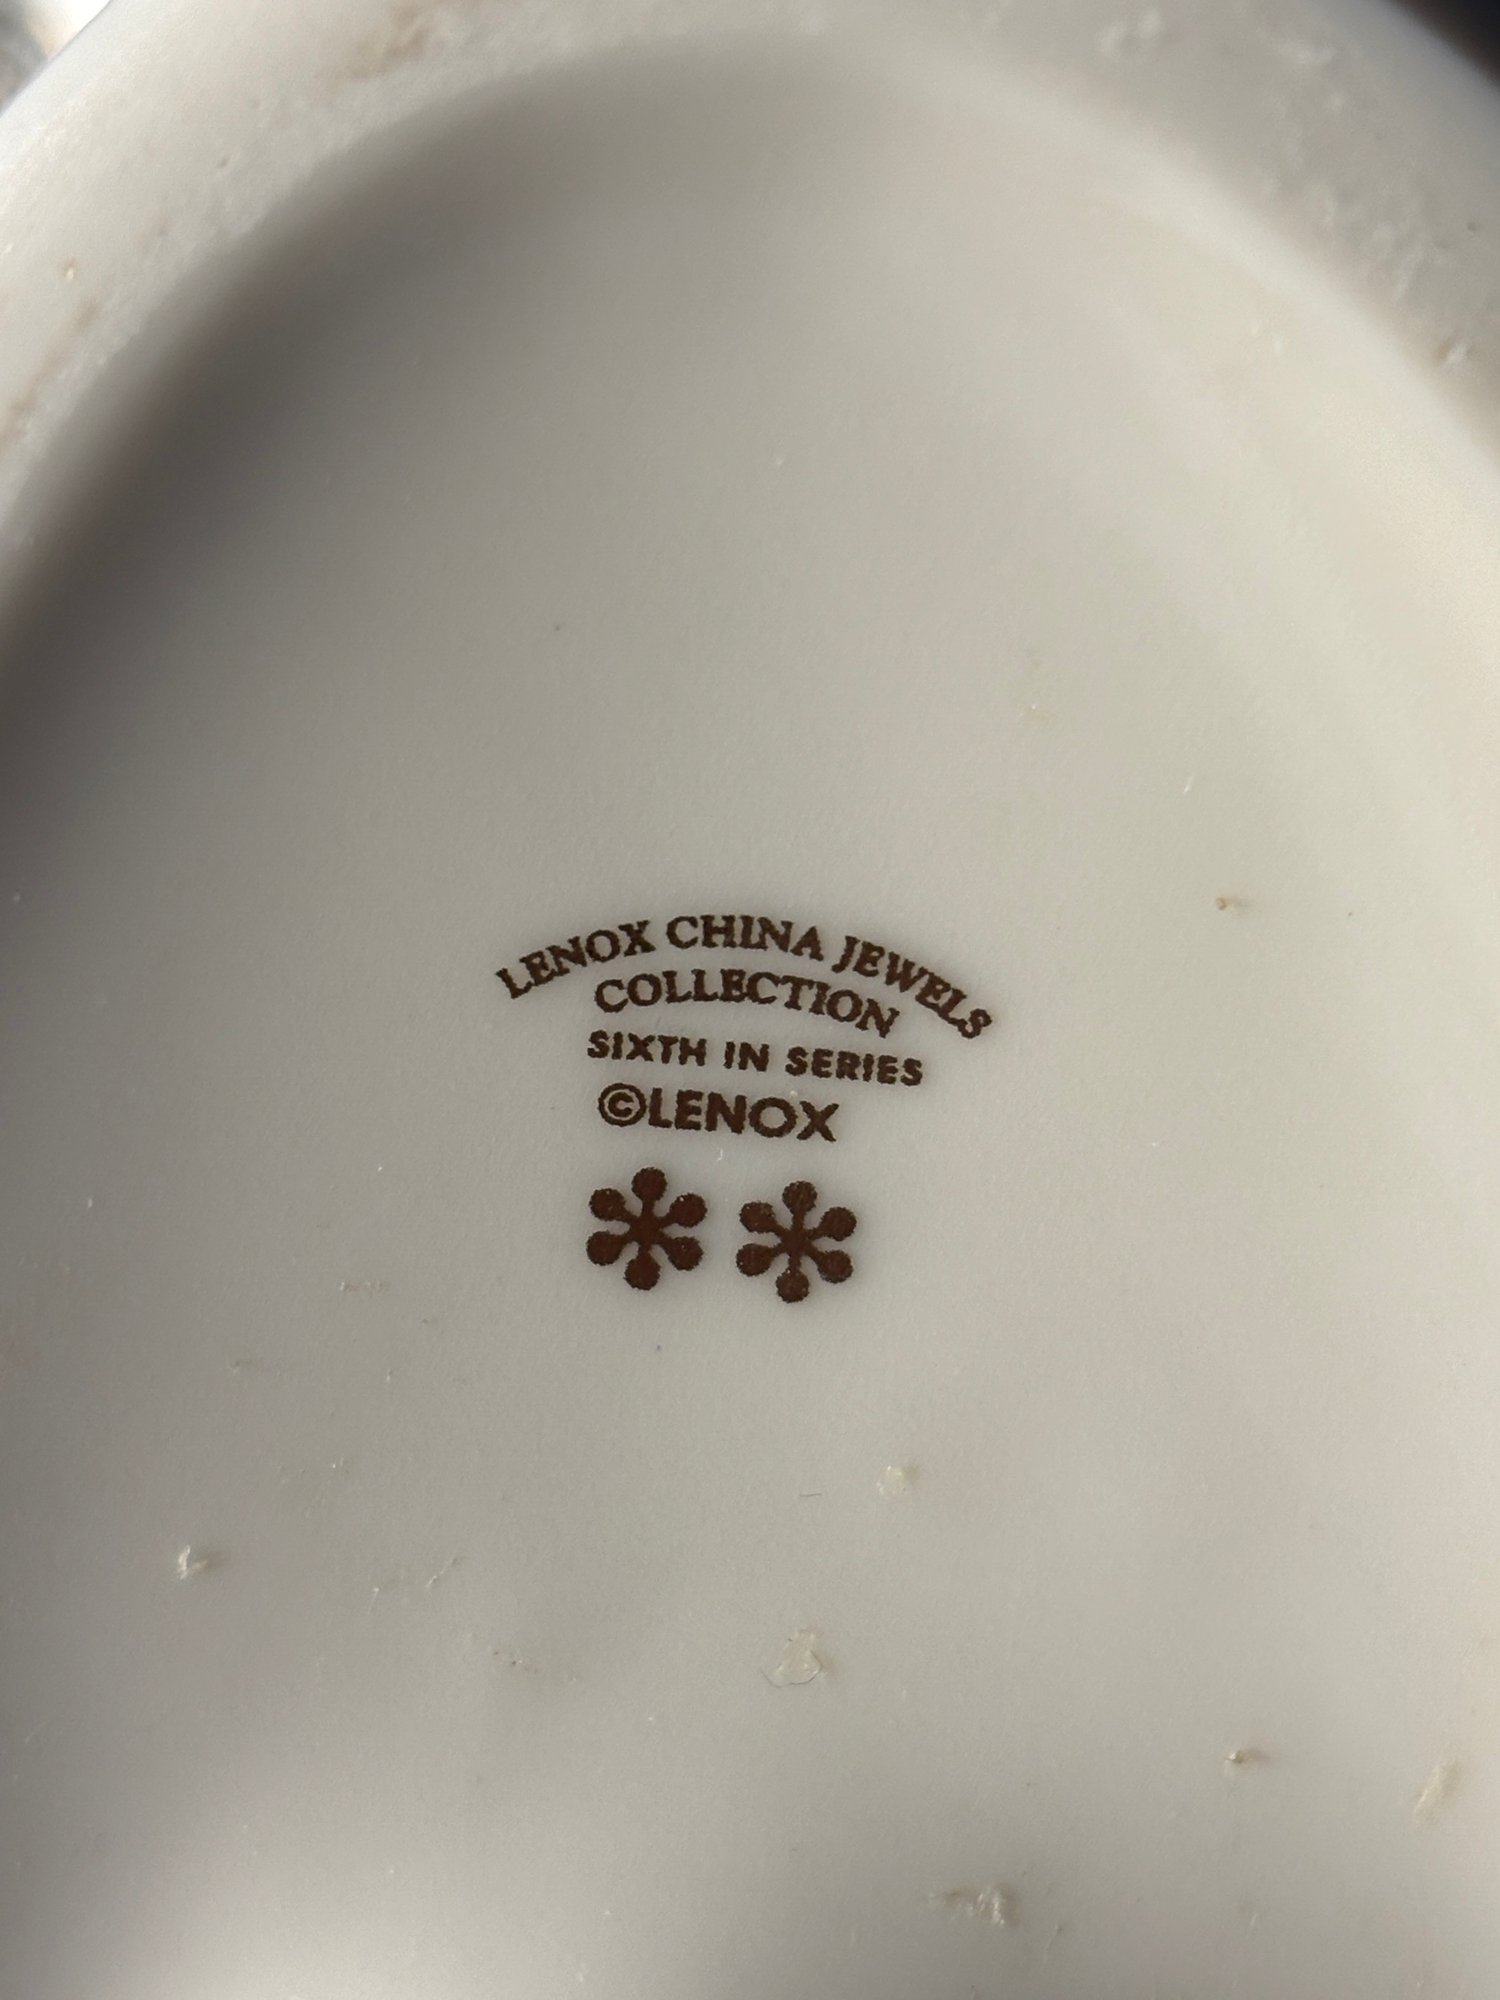 LENOX CHINA JEWELS
COLLECTION
SIXTH IN SERIES
©LENOX